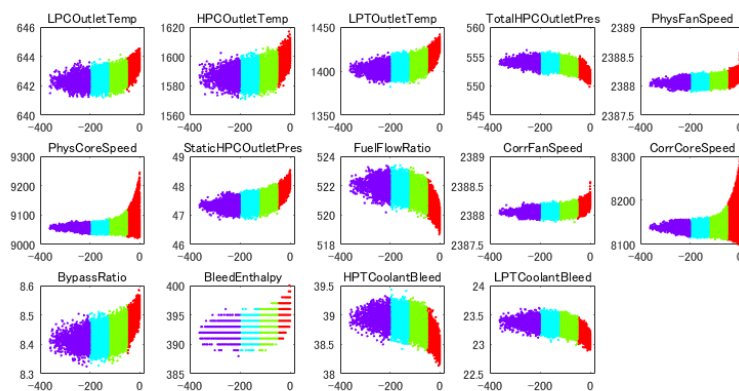 LPCOutletTemp HPCOutletTemp LPTOutletTemp TotalHPCOutletPres PhysFanSpeed
646 1620 1450 560 2389
644 1600 555 2388.5
1400 2388
642 1580 550
640 1560 1350 545 2387.5
-400 -200 0 -400 -200 0 -400 -200 0 -400 -200 0 -400 -200 0
PhysCoreSpeed StaticHPCOutletPres FuelFlowRatio CorrFanSpeed CorrCoreSpeed
9300 49 524 2389 8300
9200 48 522 2388.5
8200
9100 47 520 2388
9000 46 518 2387.5 8100
-400 -200 0 -400 -200 0 -400 -200 0 -400 -200 0 -400 -200 0
BypassRatio BleedEnthalpy HPTCoolantBleed LPTCoolantBleed
8.6 400 39.5 24
8.5 395 39 23.5
8.4 390 38.5 23
8.3 385 38 22.5
-400 -200 0 -400 -200 0 -400 -200 0 -400 -200 0